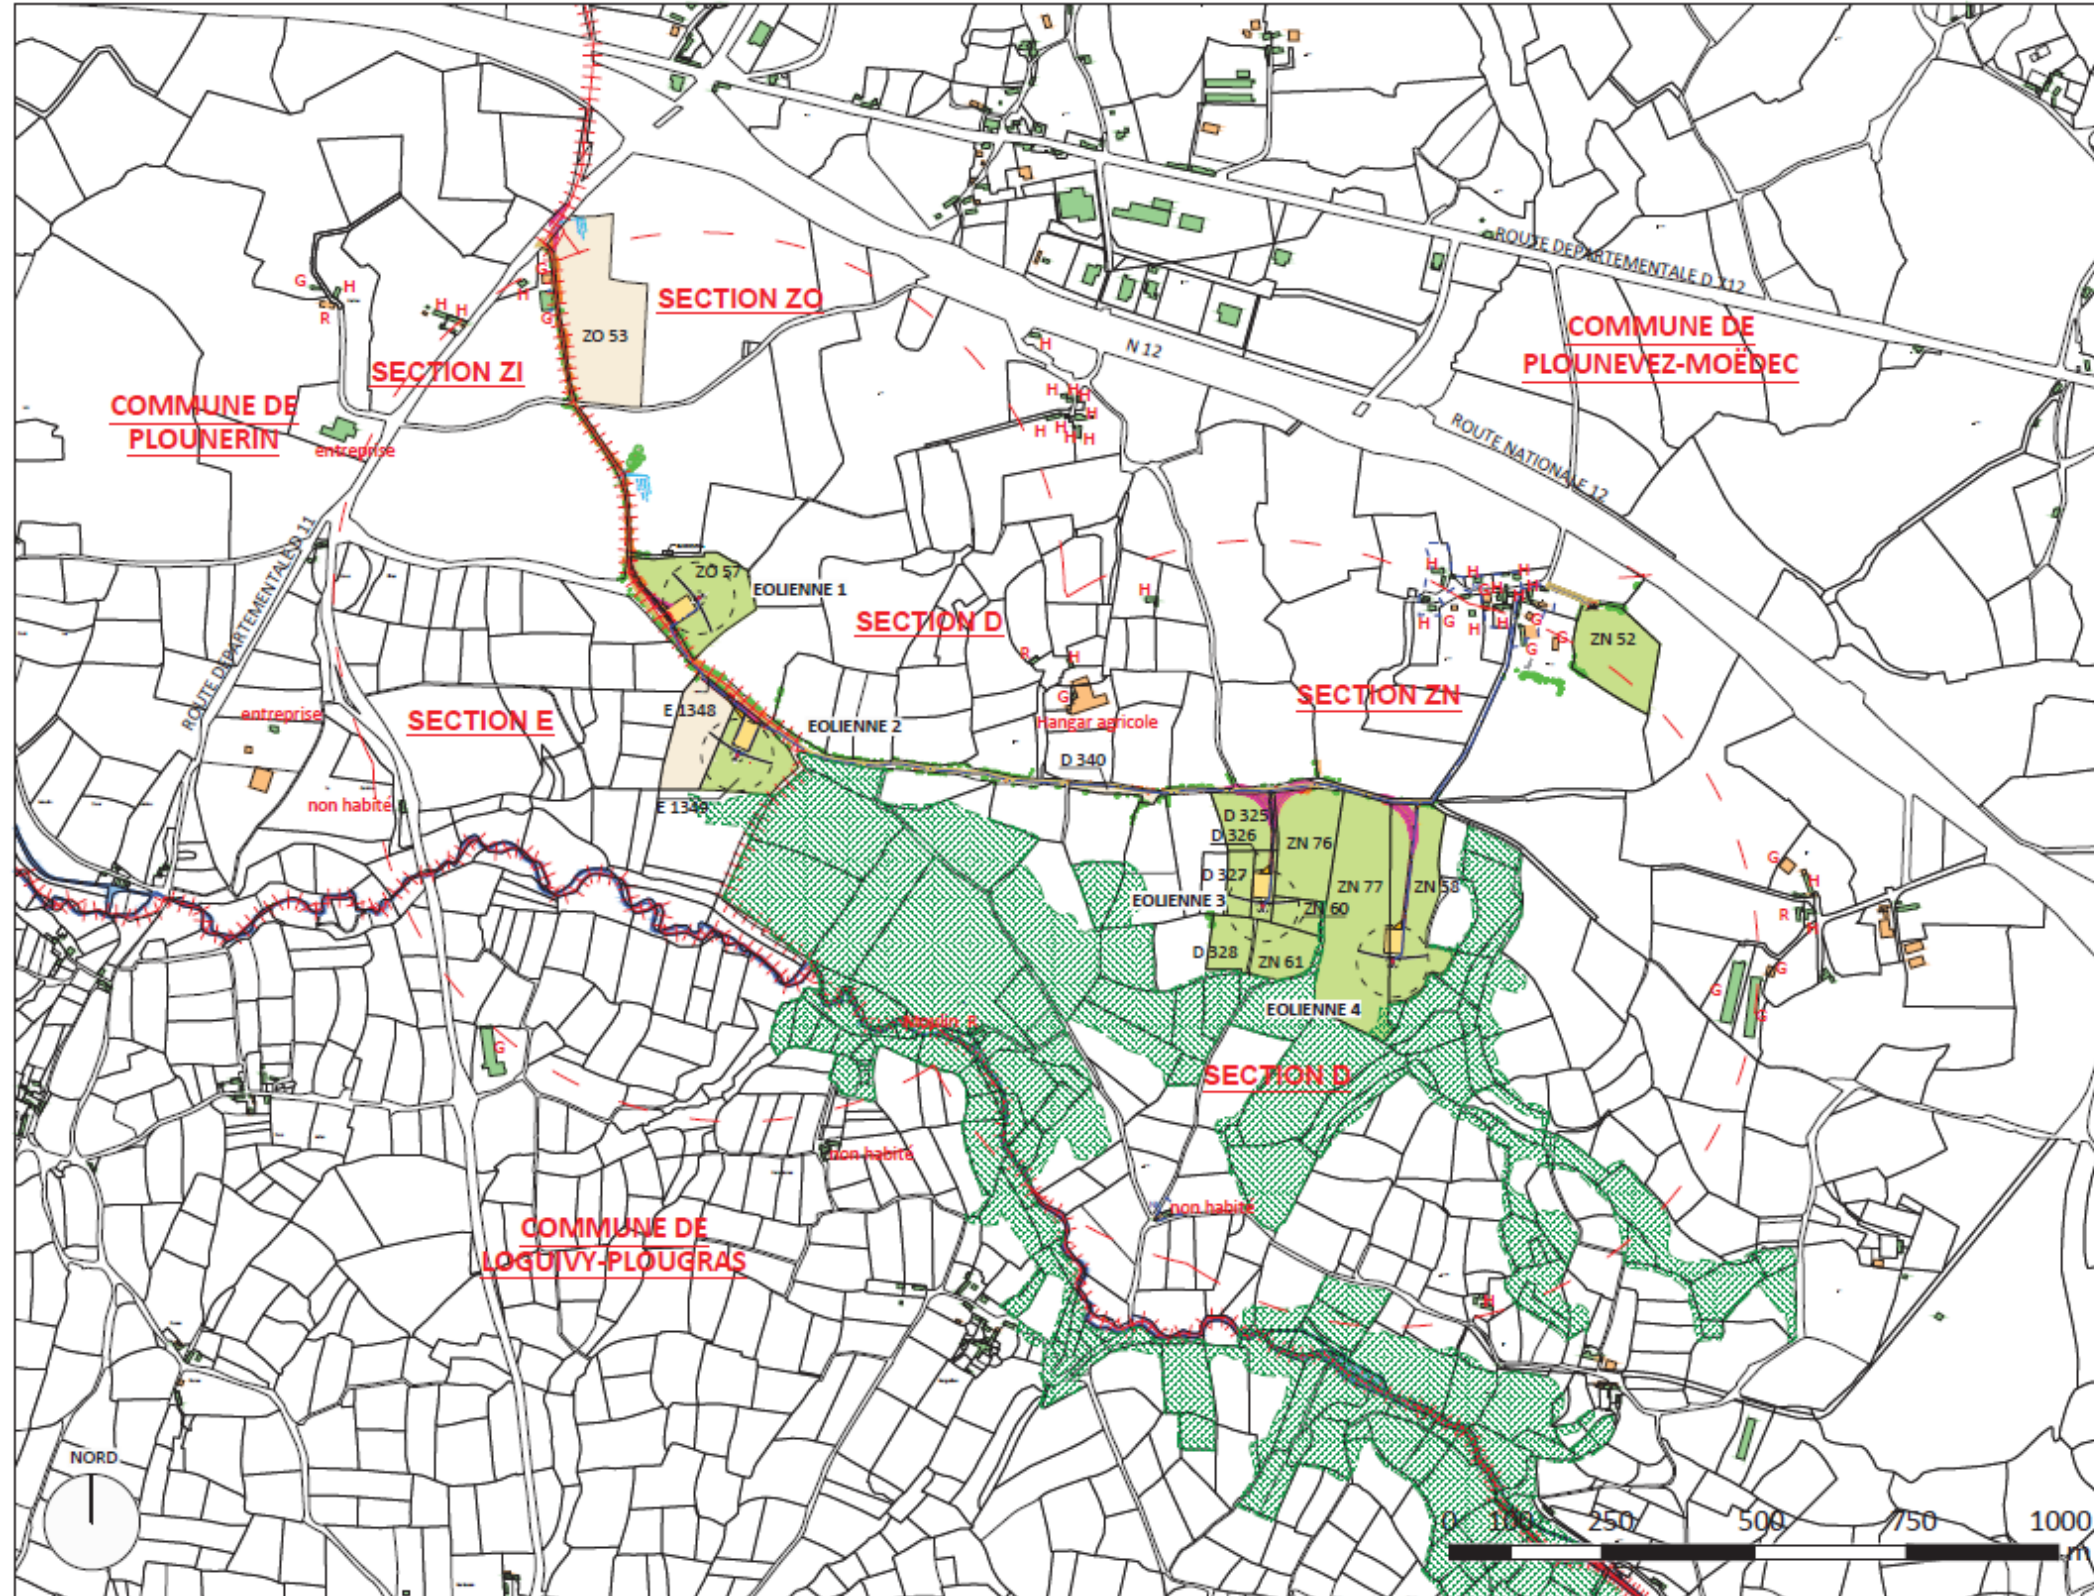 ROUTE DEPARTEMENTALE D 712
SECTION ZO
COMMUNE DE
PLOUNEVEZ-MOËDEC
ZO 53
N 12
SECTION ZI
COMMUNE DE
PLOUNERIN
entreprise
G
H
R
H
H
H
G
G
H
H
H
H
H
H
H
H
H
ROUTE NATIONALE 12
ROUTE DEPARTEMENTALE D 11
ZO 57
EOLIENNE 1
SECTION D
H
H
H
H
H
H
G
H
G
H
H
G
G
G
ZN 52
R
H
G
Hangar agricole
SECTION ZN
E 1348
EOLIENNE 2
SECTION E
entreprise
D 340
non habité
E 1349
D 325
D 326
ZN 76
D 327
ZN 77
ZN 58
EOLIENNE 3
ZN 60
D 328
ZN 61
EOLIENNE 4
G
H
R
G
G
G
Moulin R
G
SECTION D
non habité
non habité
COMMUNE DE
LOGUIVY-PLOUGRAS
H
NORD
0 100 250 500 750 1000
m